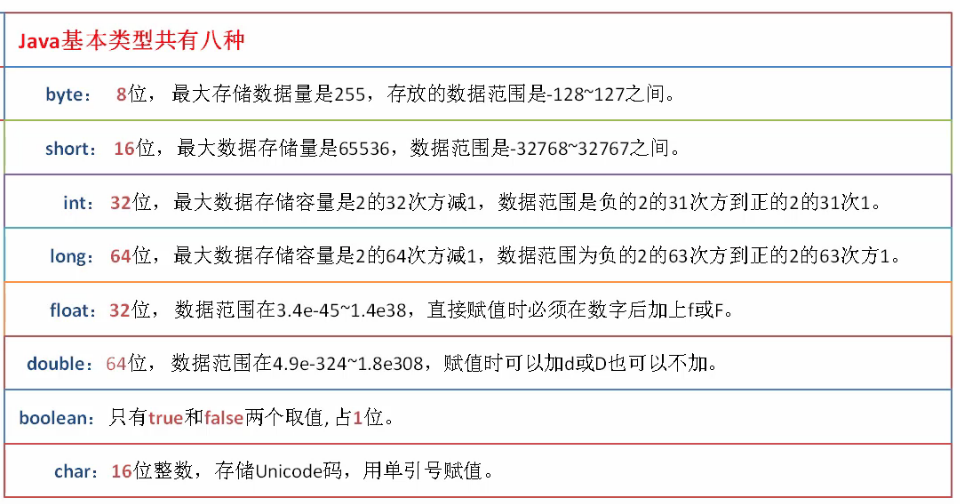 Java基本类型共有八种
byte： 8位， 最大存储数据量是255，存放的数据范围是-128~127之间。
short： 16位，最大数据存储量是65536，数据范围是-32768~32767之间。
int： 32位，最大数据存储容量是2的32次方减1，数据范围是负的2的31次方到正的2的31次1。
long： 64位，最大数据存储容量是2的64次方减1，数据范围为负的2的63次方到正的2的63次方1。
float： 32位， 数据范围在3.4e-45~1.4e38，直接赋值时必须在数字后加上f或F。
double： 64位， 数据范围在4.9e-324~1.8e308，赋值时可以加d或D也可以不加。
boolean： 只有true和false两个取值, 占1位。
char： 16位整数，存储Unicode码，用单引号赋值。